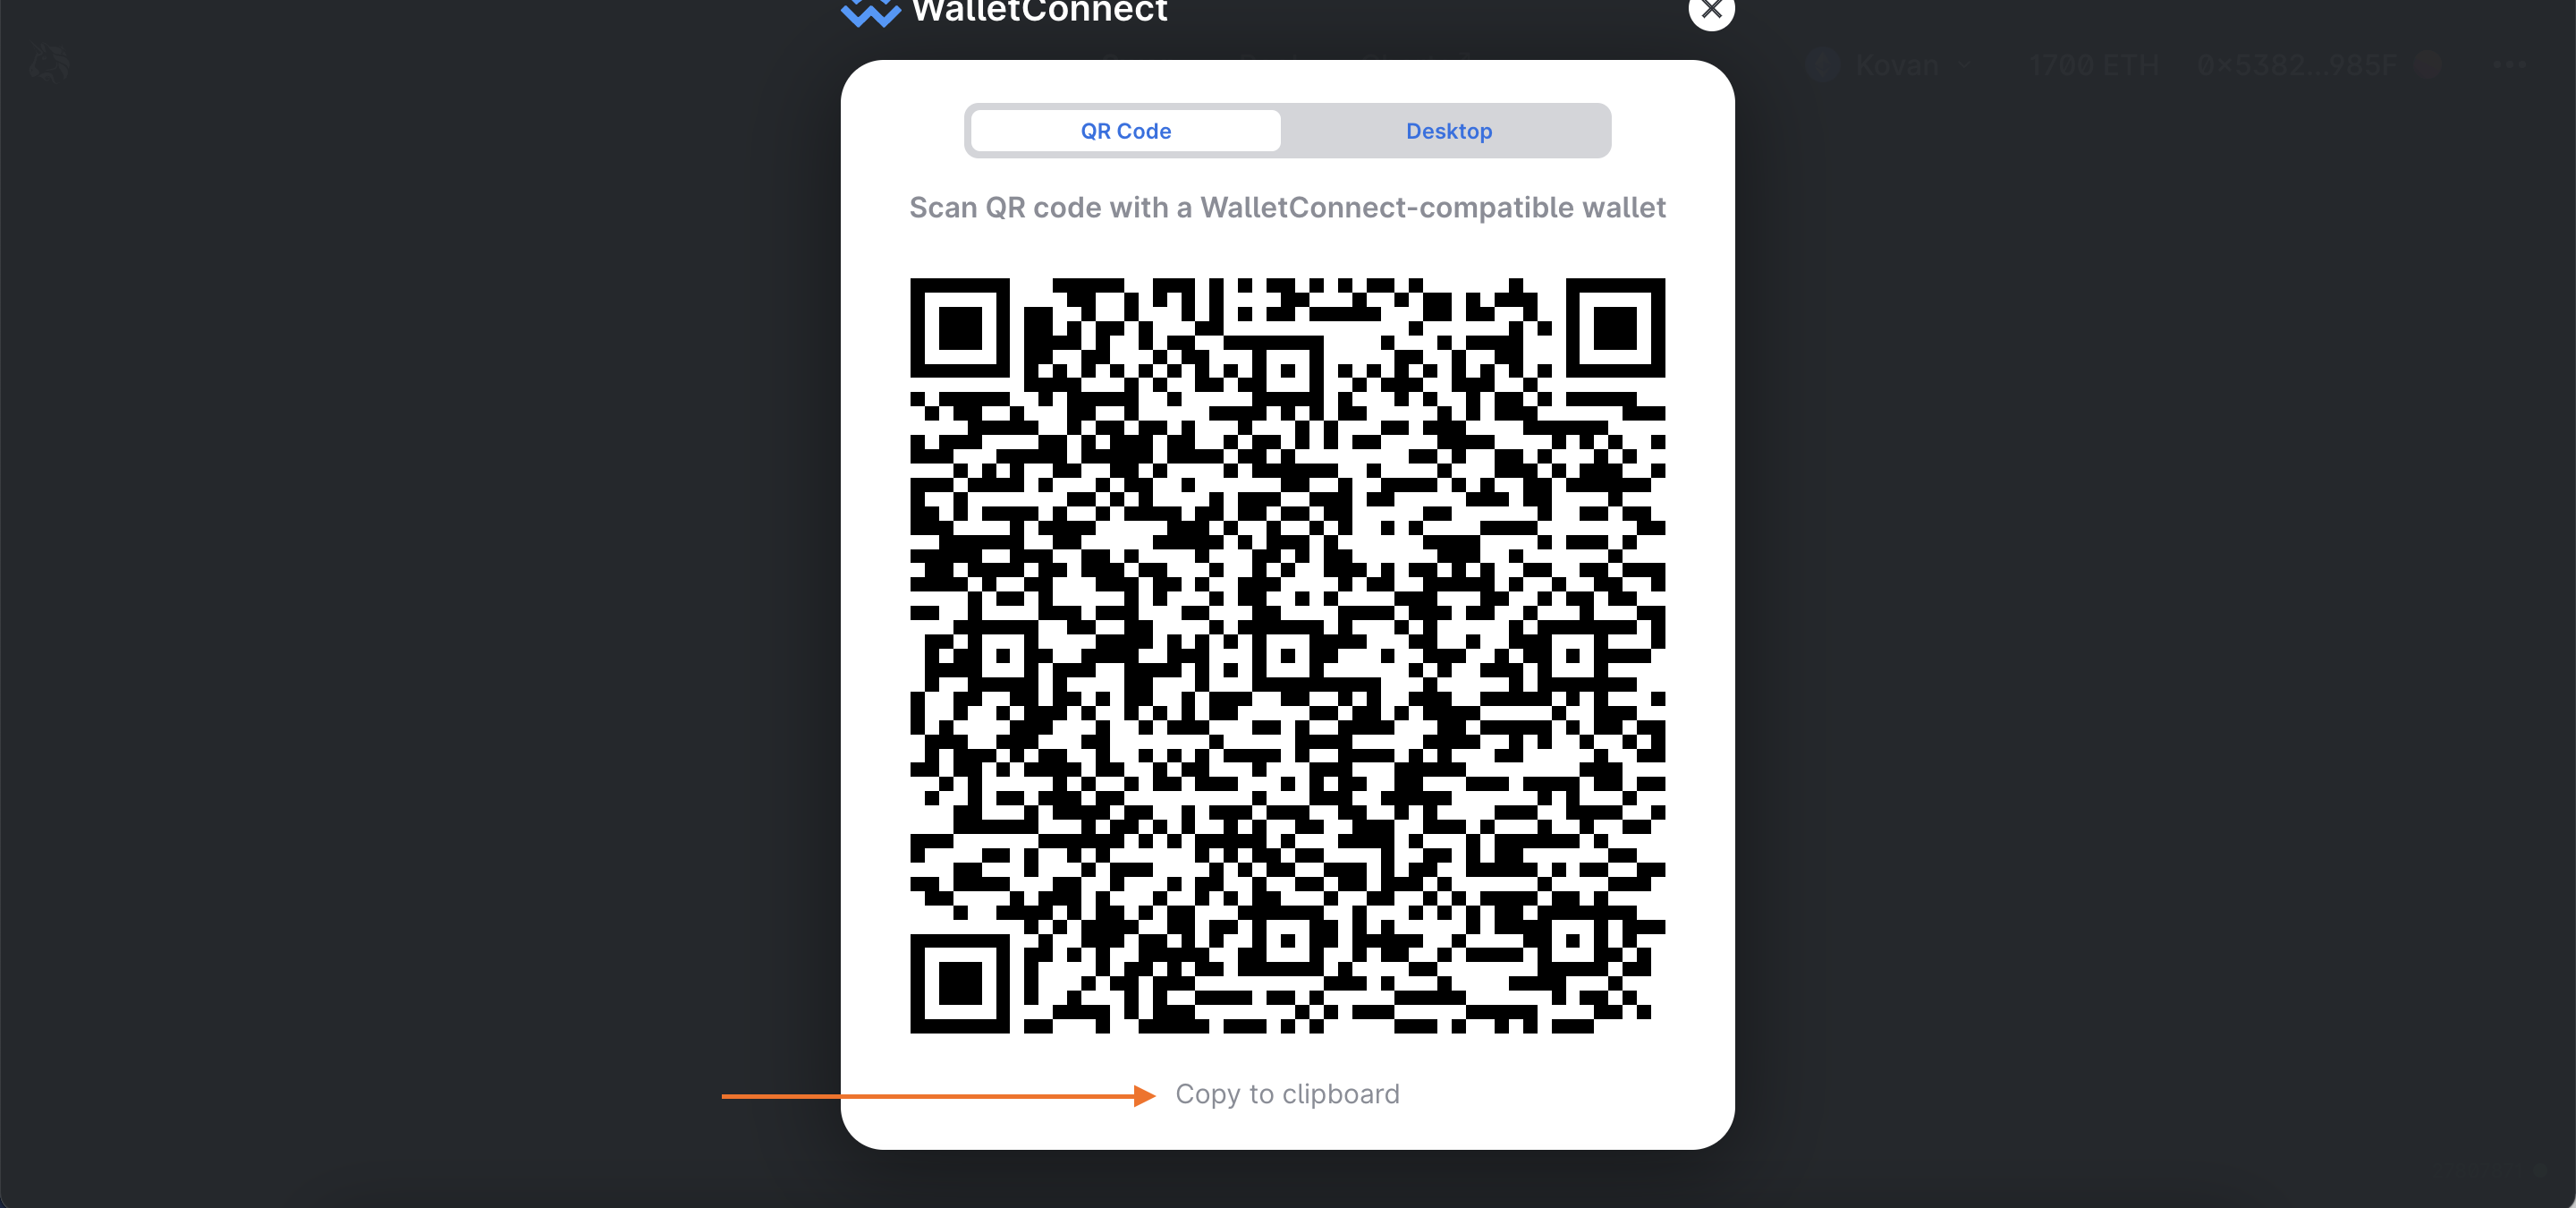 WalletConnect
Kovan 1700 ETH 0x5382...985F
QR Code Desktop
Scan QR code with a WalletConnect-compatible wallet
Copy to clipboard